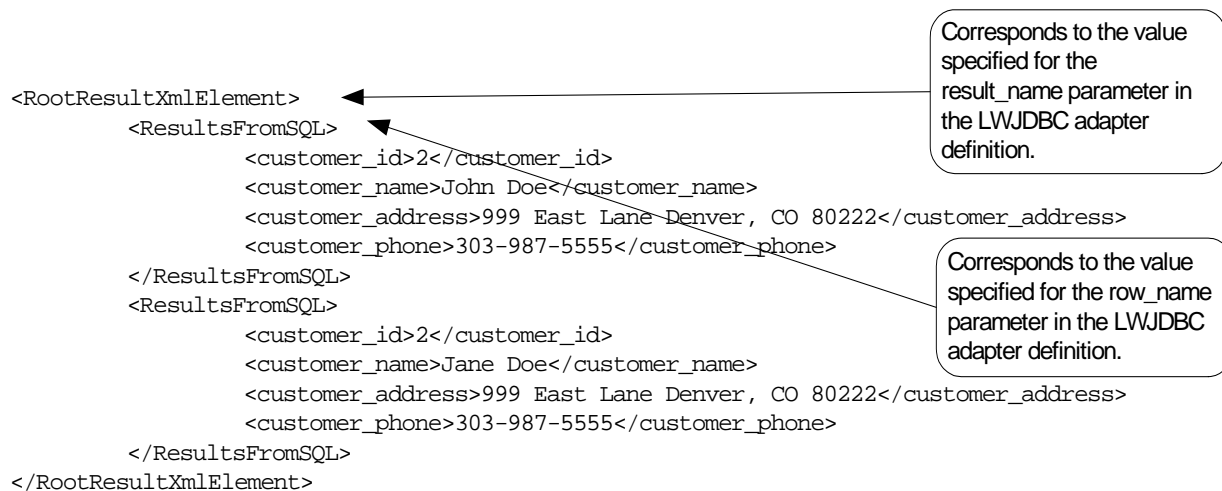 Corresponds to the value
specified for the
result_name parameter in
the LWJDBC adapter
definition.
<RootResultXmlElement>
<ResultsFromSQL>
<customer_id>2</customer_id>
<customer_name>John Doe</customer_name>
<customer_address>999 East Lane Denver, CO 80222</customer_address>
<customer_phone>303-987-5555</customer_phone>
</ResultsFromSQL>
<ResultsFromSQL>
<customer_id>2</customer_id>
<customer_name>Jane Doe</customer_name>
<customer_address>999 East Lane Denver, CO 80222</customer_address>
<customer_phone>303-987-5555</customer_phone>
</ResultsFromSQL>
</RootResultXmlElement>
Corresponds to the value
specified for the row_name
parameter in the LWJDBC
adapter definition.